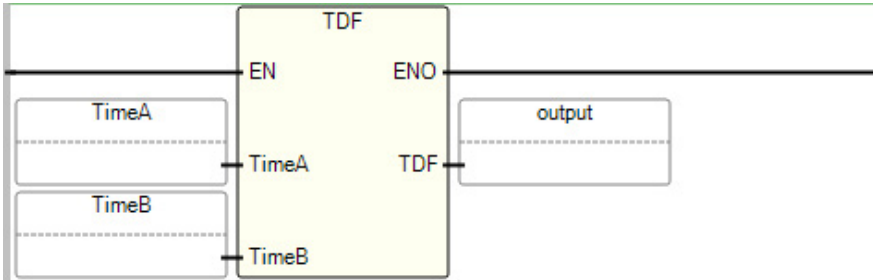 TDF
EN ENO
TimeA output
TimeA TDF
TimeB
TimeB